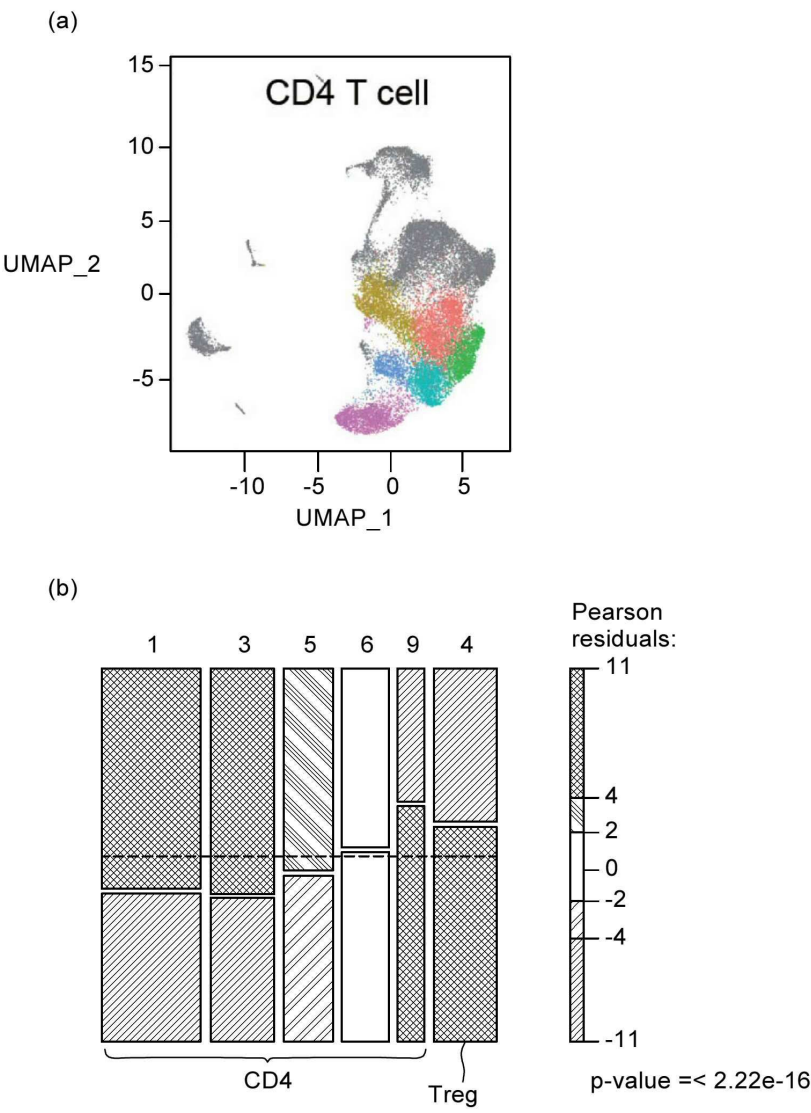 (a)
CD4 T cell
15
10
5
0
-5
UMAP_2
-10 -5 0 5
UMAP_1
(b)
1 3 5 6 9 4
Pearson
residuals:
11
4
2
0
-2
-4
-11
CD4
Treg
p-value =< 2.22e-16